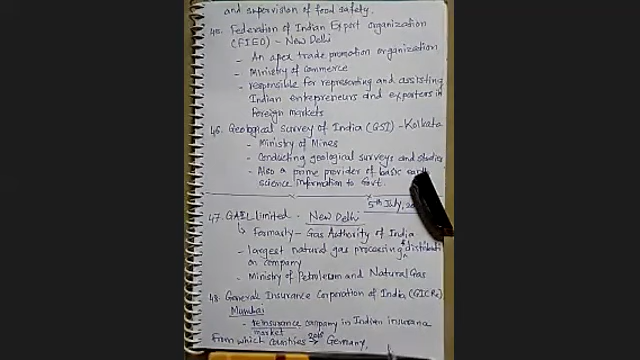 and supervision of food safety.
45. Federation of Indian Export Organization
(FIEO) - New Delhi
- An apex trade promotion organization
- Ministry of Commerce
- responsible for representing and assisting
Indian entrepreneurs and exporters in
foreign markets
46. Geological Survey of India (GSI) - Kolkata
- Ministry of Mines
- Conducting geological surveys and studies
- Also a prime provider of basic earth
science information to Govt.
5th July, 20
47. GAIL Limited - New Delhi
Formerly - Gas Authority of India
- largest natural gas processing & distributi
on company
- Ministry of Petroleum and Natural Gas
48. General Insurance Corporation of India (GICRe)
Mumbai
- reinsurance company in Indian insurance
market
From which countries Germany,